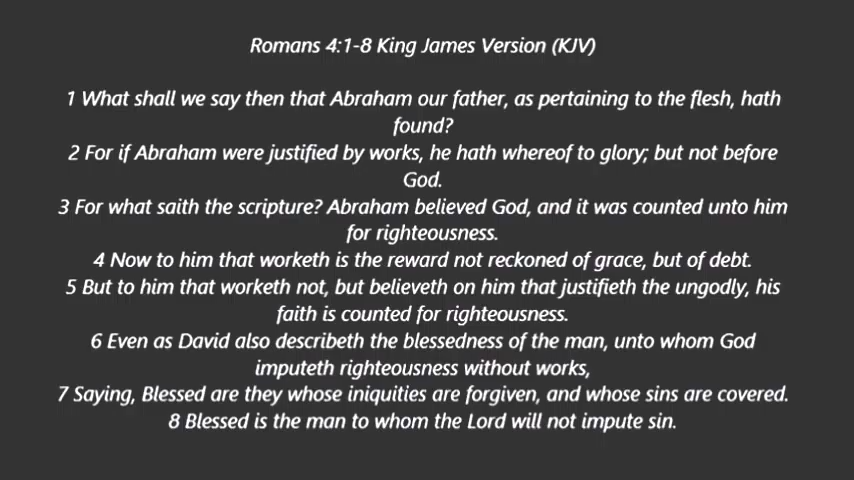 Romans 4:1-8 King James Version (KJV)
1 What shall we say then that Abraham our father, as pertaining to the flesh, hath
found?
2 For if Abraham were justified by works, he hath whereof to glory; but not before
God.
3 For what saith the scripture? Abraham believed God, and it was counted unto him
for righteousness.
4 Now to him that worketh is the reward not reckoned of grace, but of debt.
5 But to him that worketh not, but believeth on him that justifieth the ungodly, his
faith is counted for righteousness.
6 Even as David also describeth the blessedness of the man, unto whom God
imputeth righteousness without works,
7 Saying, Blessed are they whose iniquities are forgiven, and whose sins are covered.
8 Blessed is the man to whom the Lord will not impute sin.